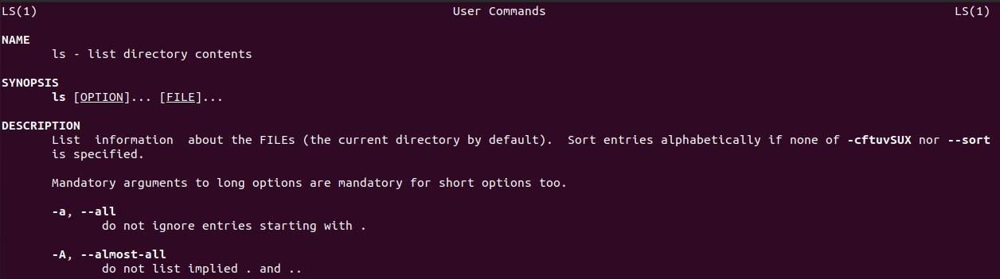 LS(1) User Commands LS(1)
NAME
ls - list directory contents
SYNOPSIS
ls [OPTION]... [FILE]...
DESCRIPTION
List information about the FILEs (the current directory by default). Sort entries alphabetically if none of -cftuvSUX nor --sort
is specified.
Mandatory arguments to long options are mandatory for short options too.
-a, --all
do not ignore entries starting with .
-A, --almost-all
do not list implied . and ..